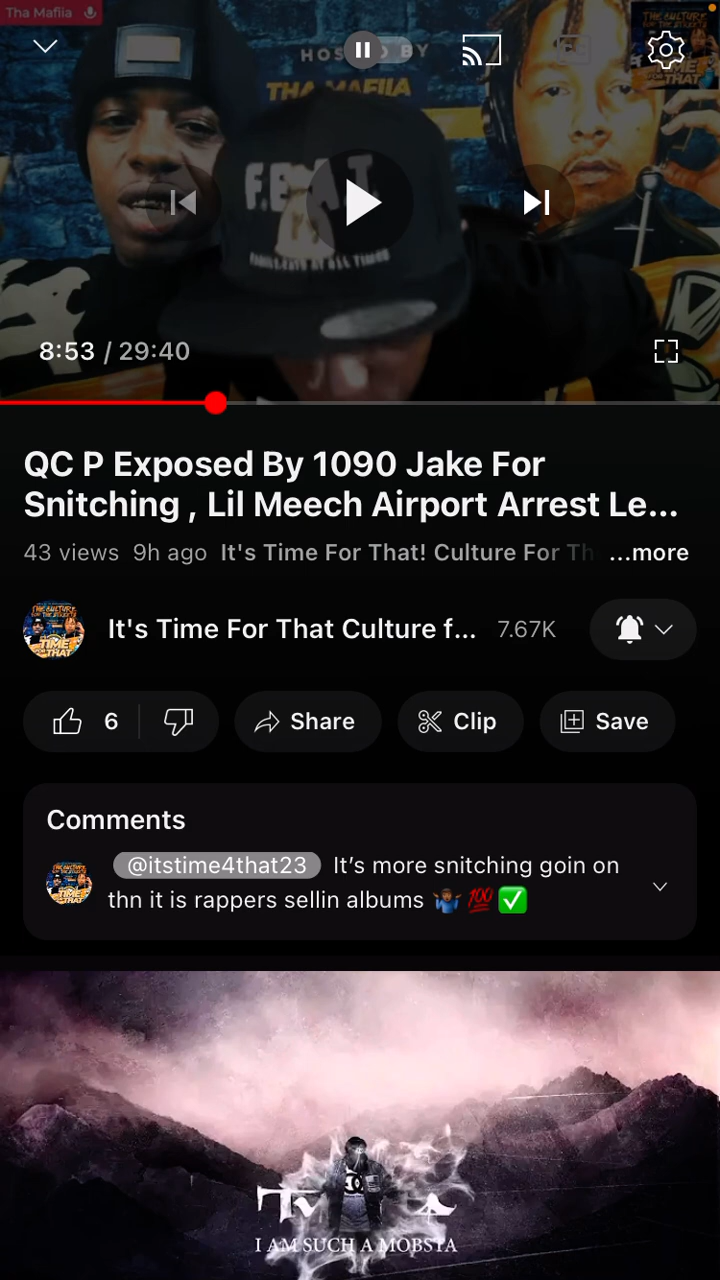 Tha Mafiia
HOSTED BY
THA MAFIIA
F.E.A.T.
8:53 / 29:40
QC P Exposed By 1090 Jake For
Snitching , Lil Meech Airport Arrest Le...
43 views 9h ago It's Time For That! Culture For Th ...more
It's Time For That Culture f... 7.67K
6
Share
Clip
Save
Comments
@itstime4that23 It’s more snitching goin on
thn it is rappers sellin albums 🤷🏾‍♂️ 💯 ✅
I AM SUCH A MOBSTA